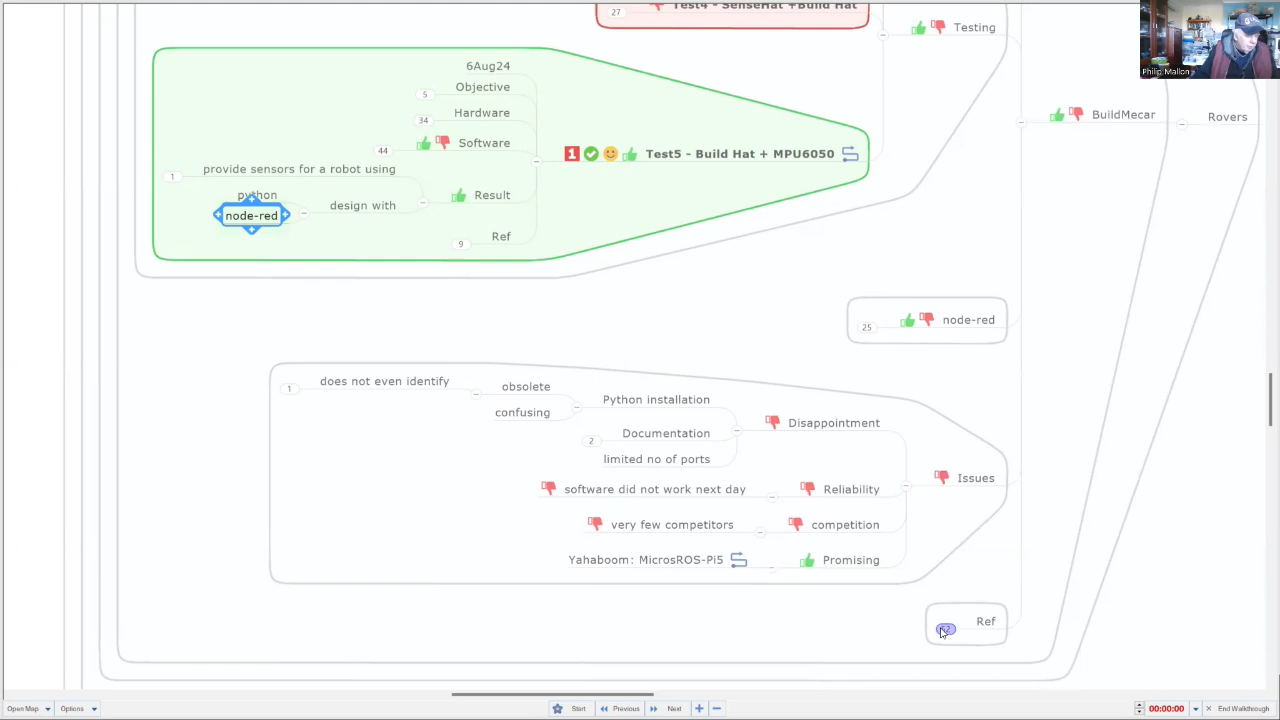 27 Test4 - SenseHat +Build Hat
Testing
Philip Mallon
6Aug24
5 Objective
34 Hardware
44 Software
1 provide sensors for a robot using
python
node-red
design with
Result
9 Ref
1 Test5 - Build Hat + MPU6050
BuildMecar
Rovers
25 node-red
1 does not even identify
obsolete
confusing
Python installation
2 Documentation
limited no of ports
Disappointment
software did not work next day
Reliability
very few competitors
competition
Yahaboom: MicrosROS-Pi5
Promising
Issues
Ref
Open Map Options Start Previous Next 00:00:00 End Walkthrough